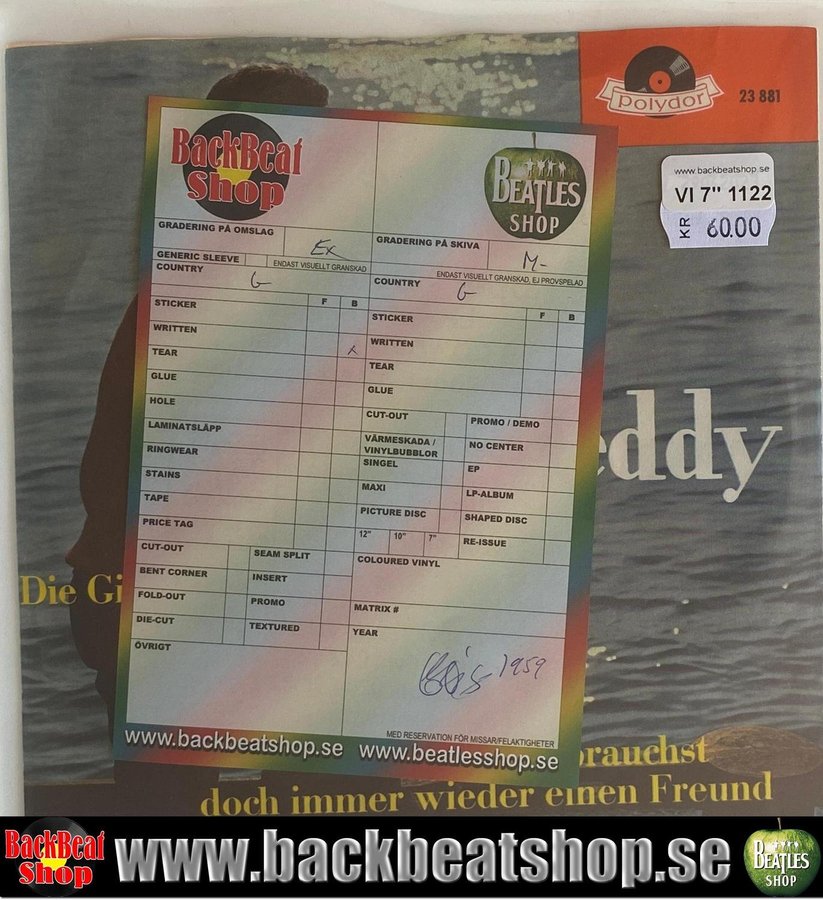 polydor
23 881
www.backbeatshop.se
VI 7" 1122
KR 60.00
BackBeat
Shop
BEATLES
SHOP
GRADERING PÅ OMSLAG
Ex
GENERIC SLEEVE
ENDAST VISUELLT GRANSKAD
COUNTRY
G
F B
STICKER
WRITTEN
TEAR
x
GLUE
HOLE
LAMINATSLÄPP
RINGWEAR
STAINS
TAPE
PRICE TAG
CUT-OUT SEAM SPLIT
BENT CORNER INSERT
FOLD-OUT PROMO
DIE-CUT TEXTURED
ÖVRIGT
GRADERING PÅ SKIVA
M-
ENDAST VISUELLT GRANSKAD, EJ PROVSPELAD
COUNTRY
G
F B
STICKER
WRITTEN
TEAR
GLUE
CUT-OUT PROMO / DEMO
VÄRMESKADA /
VINYLBUBBLOR NO CENTER
SINGEL EP
MAXI LP-ALBUM
PICTURE DISC SHAPED DISC
12" 10" 7" RE-ISSUE
COLOURED VINYL
MATRIX #
YEAR
1959
MED RESERVATION FÖR MISSAR/FELAKTIGHETER
www.backbeatshop.se www.beatlesshop.se
eddy
Die Gi
brauchst
doch immer wieder einen Freund
BackBeat
Shop
www.backbeatshop.se
BEATLES
SHOP